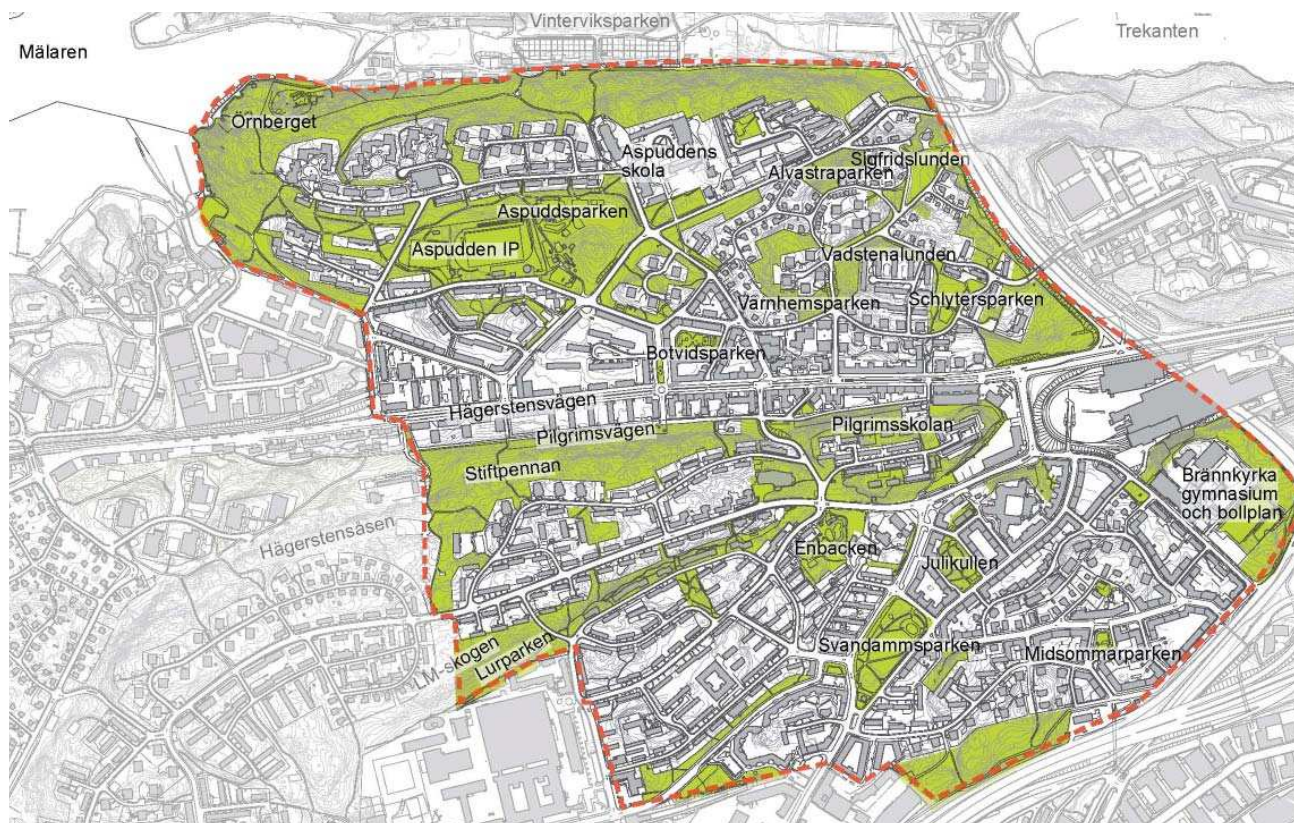 Vinterviksparken
Trekanten
Mälaren
Örnberget
Aspuddens
skola
Sigfridslunden
Alvastraparken
Aspuddsparken
Aspudden IP
Vadstenalunden
Varnhemsparken
Schlytersparken
Botvidsparken
Hägerstensvägen
Pilgrimsvägen
Pilgrimsskolan
Stiftpennan
Brännkyrka
gymnasium
och bollplan
Hägerstensåsen
Enbacken
Julikullen
Svandammsparken
Midsommarparken
LM-skogen
Lurparken